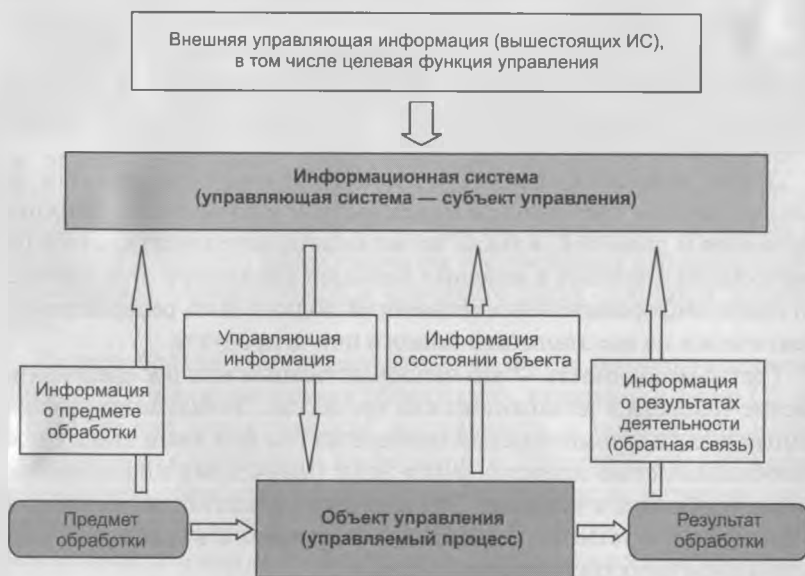 Внешняя управляющая информация (вышестоящих ИС),
в том числе целевая функция управления
Информационная система
(управляющая система — субъект управления)
Управляющая
информация
Информация
о состоянии объекта
Информация
о предмете
обработки
Информация
о результатах
деятельности
(обратная связь)
Предмет
обработки
Объект управления
(управляемый процесс)
Результат
обработки